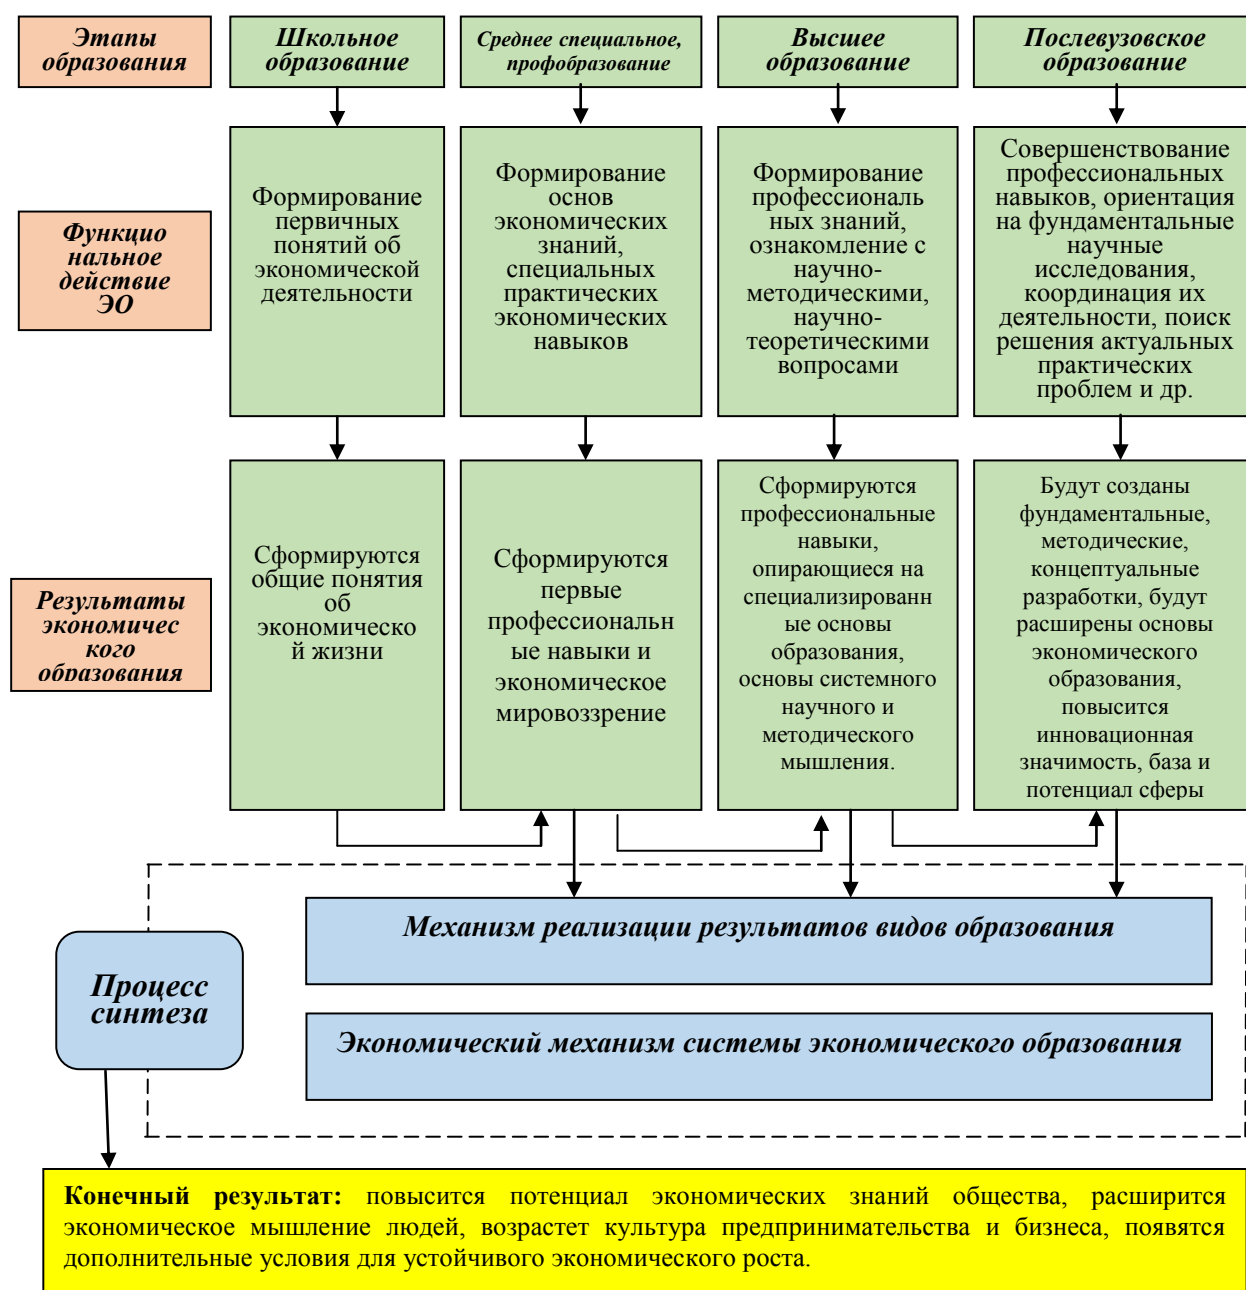 Этапы
образования
Школьное
образование
Среднее специальное,
профобразование
Высшее
образование
Послевузовское
образование
Функцио
нальное
действие
ЭО
Формирование
первичных
понятий об
экономической
деятельности
Формирование
основ
экономических
знаний,
специальных
практических
экономических
навыков
Формирование
профессиональ
ных знаний,
ознакомление с
научно-
методическими,
научно-
теоретическими
вопросами
Совершенствование
профессиональных
навыков, ориентация
на фундаментальные
научные
исследования,
координация их
деятельности, поиск
решения актуальных
практических
проблем и др.
Результаты
экономичес
кого
образования
Сформируются
общие понятия
об
экономическо
й жизни
Сформируются
первые
профессиональн
ые навыки и
экономическое
мировоззрение
Сформируются
профессиональные
навыки,
опирающиеся на
специализированн
ые основы
образования,
основы системного
научного и
методического
мышления.
Будут созданы
фундаментальные,
методические,
концептуальные
разработки, будут
расширены основы
экономического
образования,
повысится
инновационная
значимость, база и
потенциал сферы
Механизм реализации результатов видов образования
Процесс
синтеза
Экономический механизм системы экономического образования
Конечный результат: повысится потенциал экономических знаний общества, расширится
экономическое мышление людей, возрастет культура предпринимательства и бизнеса, появятся
дополнительные условия для устойчивого экономического роста.